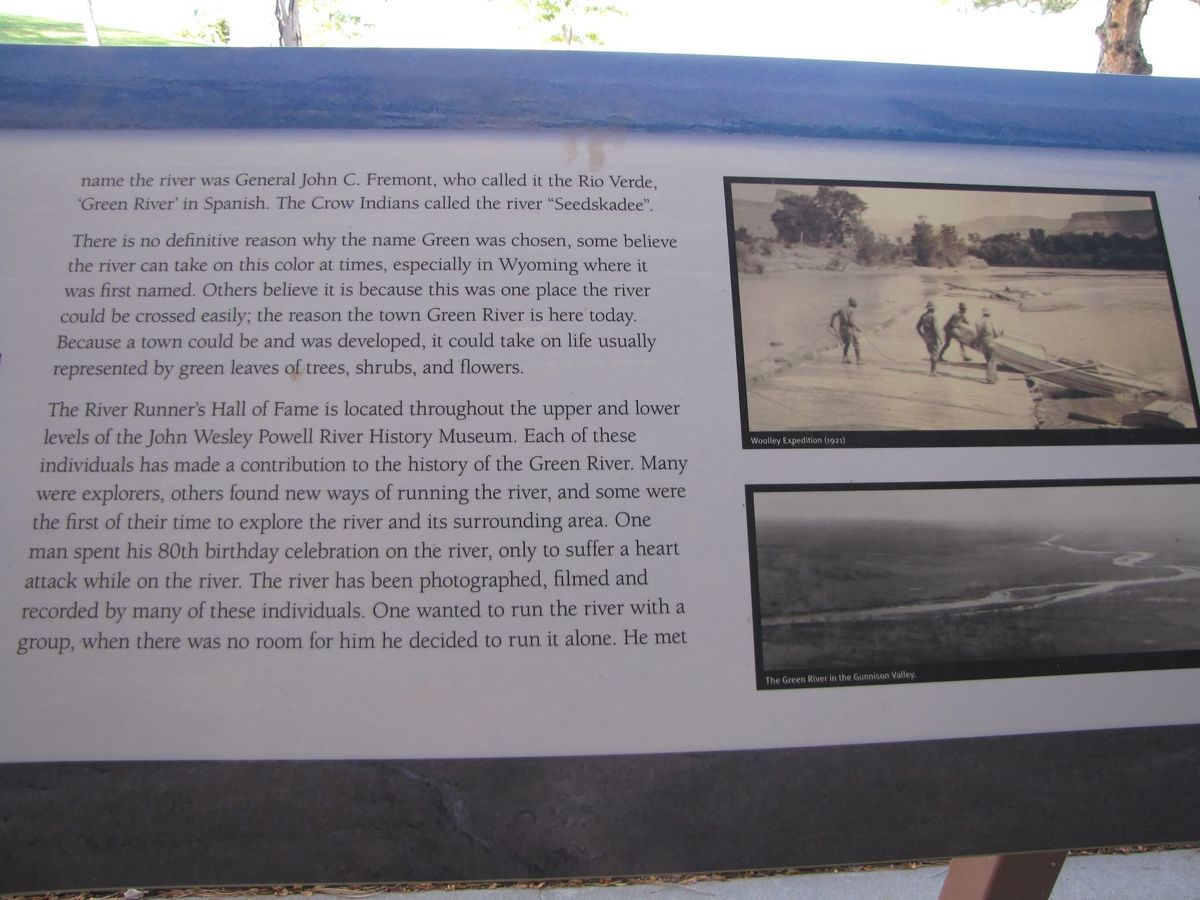 name the river was General John C. Fremont, who called it the Rio Verde,
'Green River' in Spanish. The Crow Indians called the river “Seedskadee”.
There is no definitive reason why the name Green was chosen, some believe
the river can take on this color at times, especially in Wyoming where it
was first named. Others believe it is because this was one place the river
could be crossed easily; the reason the town Green River is here today.
Because a town could be and was developed, it could take on life usually
represented by green leaves of trees, shrubs, and flowers.
The River Runner's Hall of Fame is located throughout the upper and lower
levels of the John Wesley Powell River History Museum. Each of these
individuals has made a contribution to the history of the Green River. Many
were explorers, others found new ways of running the river, and some were
the first of their time to explore the river and its surrounding area. One
man spent his 80th birthday celebration on the river, only to suffer a heart
attack while on the river. The river has been photographed, filmed and
recorded by many of these individuals. One wanted to run the river with a
group, when there was no room for him he decided to run it alone. He met
Woolley Expedition (1921)
The Green River in the Gunnison Valley.